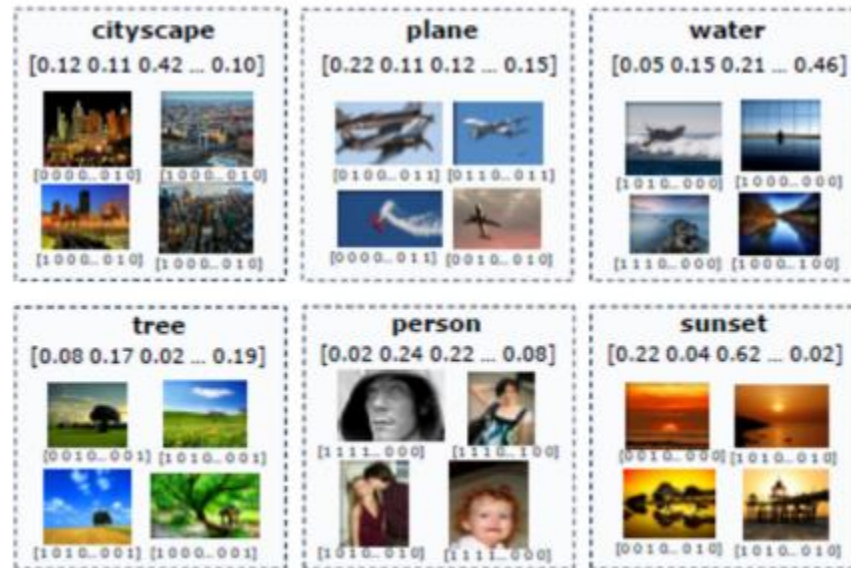 cityscape
[0.12 0.11 0.42 ... 0.10]
[0 0 0 0... 0 1 0]
[1 0 0 0... 0 1 0]
[1 0 0 0... 0 1 0]
[1 0 0 0... 0 1 0]
plane
[0.22 0.11 0.12 ... 0.15]
[0 1 0 0... 0 1 1]
[0 1 1 0... 0 1 1]
[0 0 0 0... 0 1 1]
[0 0 1 0... 0 1 0]
water
[0.05 0.15 0.21 ... 0.46]
[1 0 1 0... 0 0 0]
[1 0 0 0... 0 0 0]
[1 1 1 0... 0 0 0]
[1 0 0 0... 1 0 0]
tree
[0.08 0.17 0.02 ... 0.19]
[0 0 1 0... 0 0 1]
[1 0 1 0... 0 0 1]
[1 0 1 0... 0 0 1]
[1 0 0 0... 0 0 1]
person
[0.02 0.24 0.22 ... 0.08]
[1 1 1 1... 0 0 0]
[1 1 1 0... 1 0 0]
[1 0 1 0... 0 1 0]
[1 1 1 1... 0 0 0]
sunset
[0.22 0.04 0.62 ... 0.02]
[0 0 1 0... 0 0 0]
[1 0 1 0... 0 1 0]
[0 0 1 0... 0 1 0]
[1 0 1 0... 0 1 0]